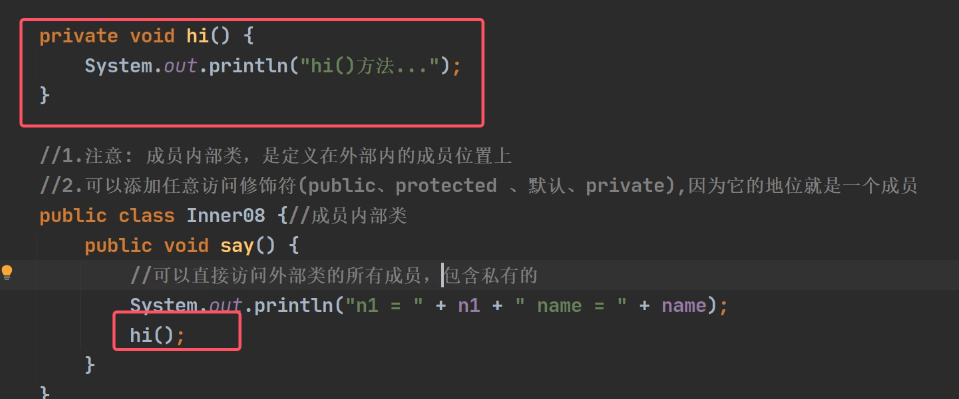 private void hi() {
System.out.println("hi()方法...");
}
//1.注意: 成员内部类，是定义在外部内的成员位置上
//2.可以添加任意访问修饰符(public、protected 、默认、private),因为它的地位就是一个成员
public class Inner08 {//成员内部类
public void say() {
//可以直接访问外部类的所有成员，包含私有的
System.out.println("n1 = " + n1 + " name = " + name);
hi();
}
}